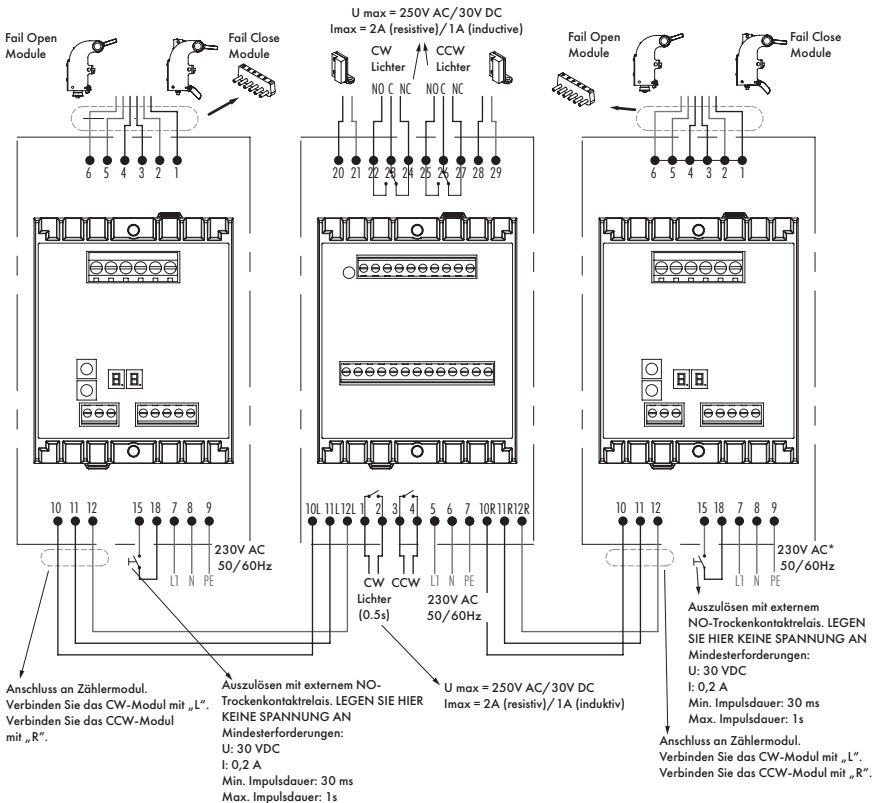 U max = 250V AC/30V DC
Imax = 2A (resistive)/1A (inductive)
Fail Open
Module
Fail Close
Module
CW
Lichter
CCW
Lichter
NO C NC
NO C NC
Fail Open
Module
Fail Close
Module
6 5 4 3 2 1
20 21 22 23 24 25 26 27 28 29
6 5 4 3 2 1
8. 8.
8. 8.
10 11 12 15 18 7 8 9
10L 11L 12L 1 2 3 4 5 6 7 10R 11R 12R
10 11 12 15 18 7 8 9
230V AC
50/60Hz
L1 N PE
CW
Lichter
(0.5s)
CCW
L1 N PE
230V AC
50/60Hz
230V AC*
50/60Hz
L1 N PE
Anschluss an Zählermodul.
Verbinden Sie das CW-Modul mit „L“.
Verbinden Sie das CCW-Modul
mit „R“.
Auszulösen mit externem NO-
Trockenkontaktrelais. LEGEN SIE HIER
KEINE SPANNUNG AN
Mindesterforderungen:
U: 30 VDC
I: 0,2 A
Min. Impulsdauer: 30 ms
Max. Impulsdauer: 1s
U max = 250V AC/30V DC
Imax = 2A (resistiv)/1A (induktiv)
Auszulösen mit externem
NO-Trockenkontaktrelais. LEGEN
SIE HIER KEINE SPANNUNG AN
Mindesterforderungen:
U: 30 VDC
I: 0,2 A
Min. Impulsdauer: 30 ms
Max. Impulsdauer: 1s
Anschluss an Zählermodul.
Verbinden Sie das CW-Modul mit „L“.
Verbinden Sie das CCW-Modul mit „R“.